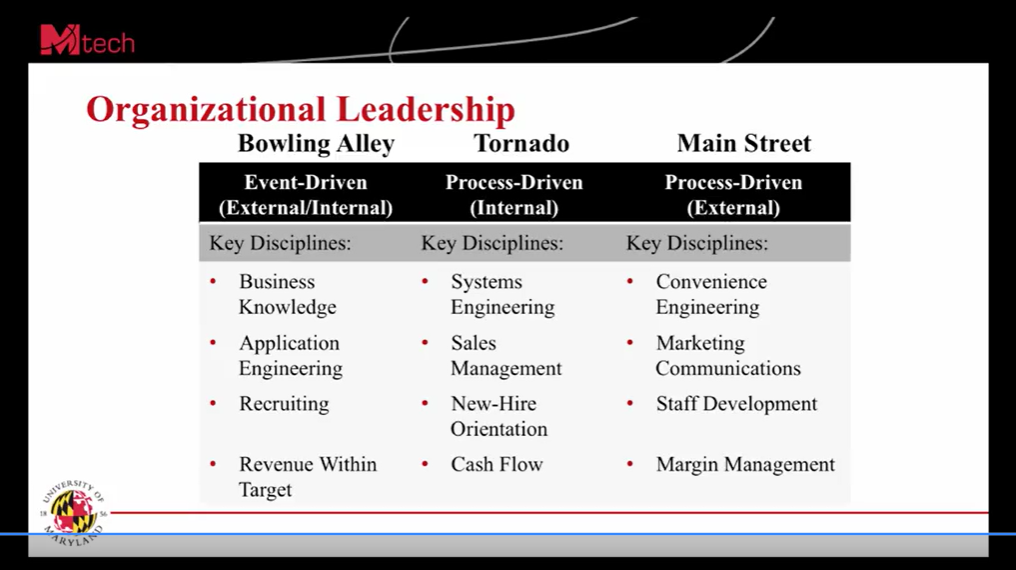 Mtech
Organizational Leadership
Bowling Alley
Tornado
Main Street
Event-Driven
(External/Internal)
Process-Driven
(Internal)
Process-Driven
(External)
Key Disciplines:
Key Disciplines:
Key Disciplines:
• Business
Knowledge
• Application
Engineering
• Recruiting
• Revenue Within
Target
• Systems
Engineering
• Sales
Management
• New-Hire
Orientation
• Cash Flow
• Convenience
Engineering
• Marketing
Communications
• Staff Development
• Margin Management
UNIVERSITY OF
18 56
MARYLAND